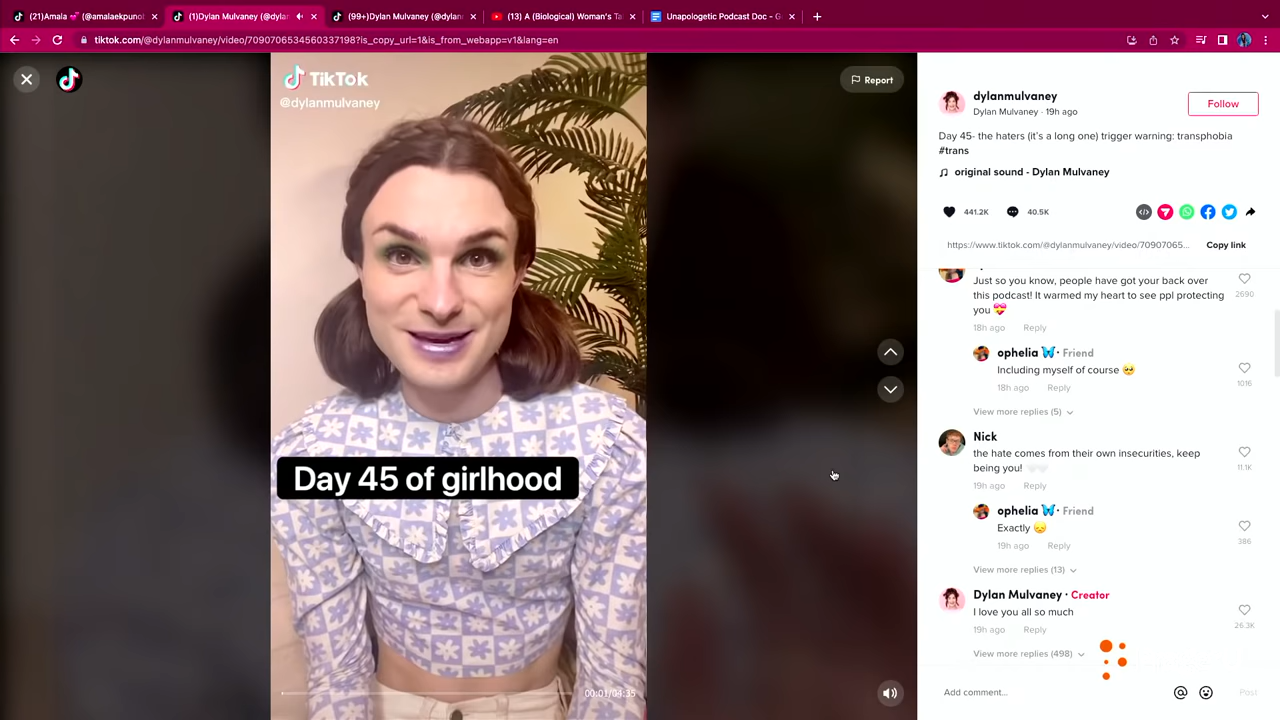 (21)Amala 💕 (@amalaekpunol
(1)Dylan Mulvaney (@dylan
(99+)Dylan Mulvaney (@dylan
(13) A (Biological) Woman's Ta
Unapologetic Podcast Doc - G
tiktok.com/@dylanmulvaney/video/7090706534560337198?is_copy_url=1&is_from_webapp=v1&lang=en
TikTok
@dylanmulvaney
Report
Day 45 of girlhood
00:01/04:35
dylanmulvaney
Dylan Mulvaney · 19h ago
Follow
Day 45- the haters (it's a long one) trigger warning: transphobia
#trans
original sound - Dylan Mulvaney
441.2K
40.5K
https://www.tiktok.com/@dylanmulvaney/video/70907065...
Copy link
Just so you know, people have got your back over
this podcast! It warmed my heart to see ppl protecting
you 💝
2690
18h ago Reply
ophelia 🦋 · Friend
Including myself of course 🥺
1016
18h ago Reply
View more replies (5)
Nick
the hate comes from their own insecurities, keep
being you! 🤍🤍
11.1K
19h ago Reply
ophelia 🦋 · Friend
Exactly 😞
386
19h ago Reply
View more replies (13)
Dylan Mulvaney · Creator
I love you all so much
26.3K
19h ago Reply
View more replies (498)
Add comment...
Post